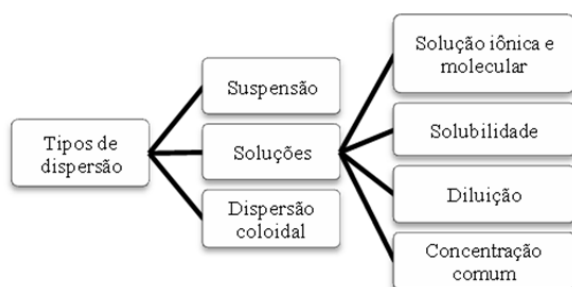 Tipos de
dispersão
Suspensão
Soluções
Dispersão
coloidal
Solução iônica e
molecular
Solubilidade
Diluição
Concentração
comum